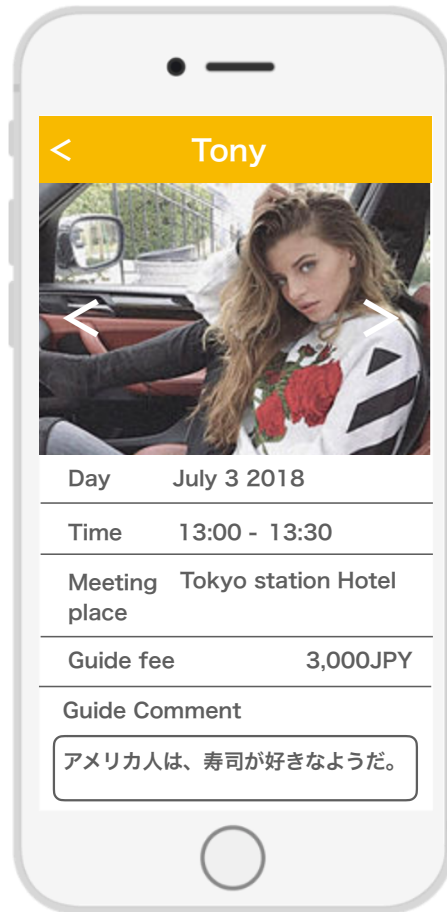 Tony
Day July 3 2018
Time 13:00 - 13:30
Meeting place Tokyo station Hotel
Guide fee 3,000JPY
Guide Comment
アメリカ人は、寿司が好きなようだ。